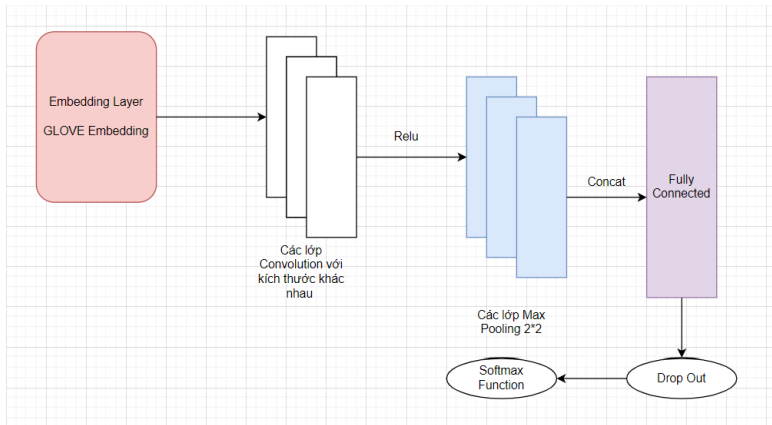 Embedding Layer
GLOVE Embedding
Các lớp
Convolution với
kích thước khác
nhau
Relu
Các lớp Max
Pooling 2*2
Concat
Fully
Connected
Drop Out
Softmax
Function